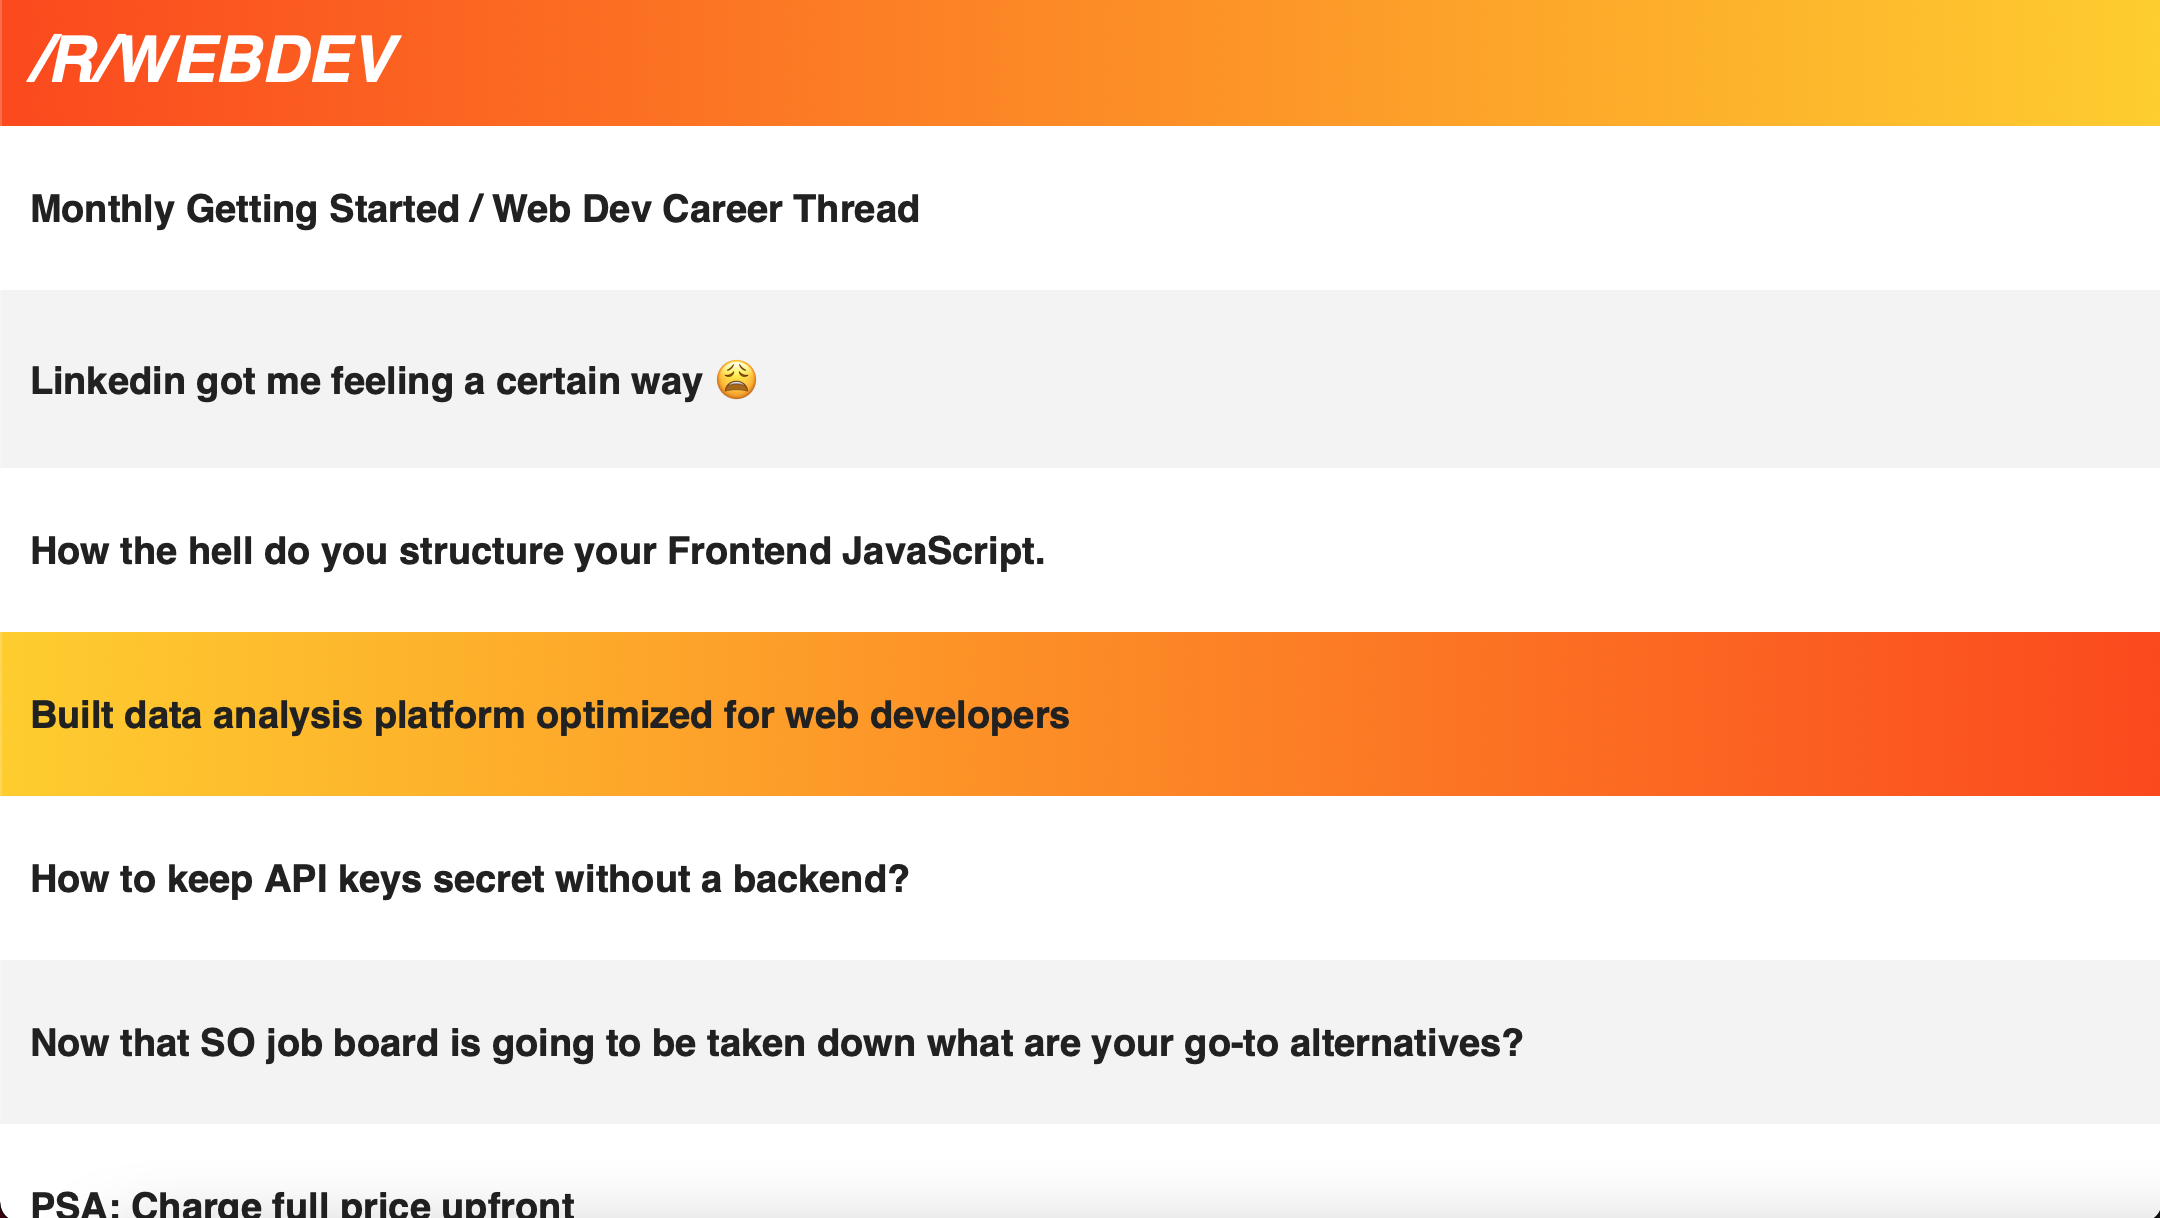 /R/WEBDEV
Monthly Getting Started / Web Dev Career Thread
Linkedin got me feeling a certain way 😩
How the hell do you structure your Frontend JavaScript.
Built data analysis platform optimized for web developers
How to keep API keys secret without a backend?
Now that SO job board is going to be taken down what are your go-to alternatives?
PSA: Charge full price upfront